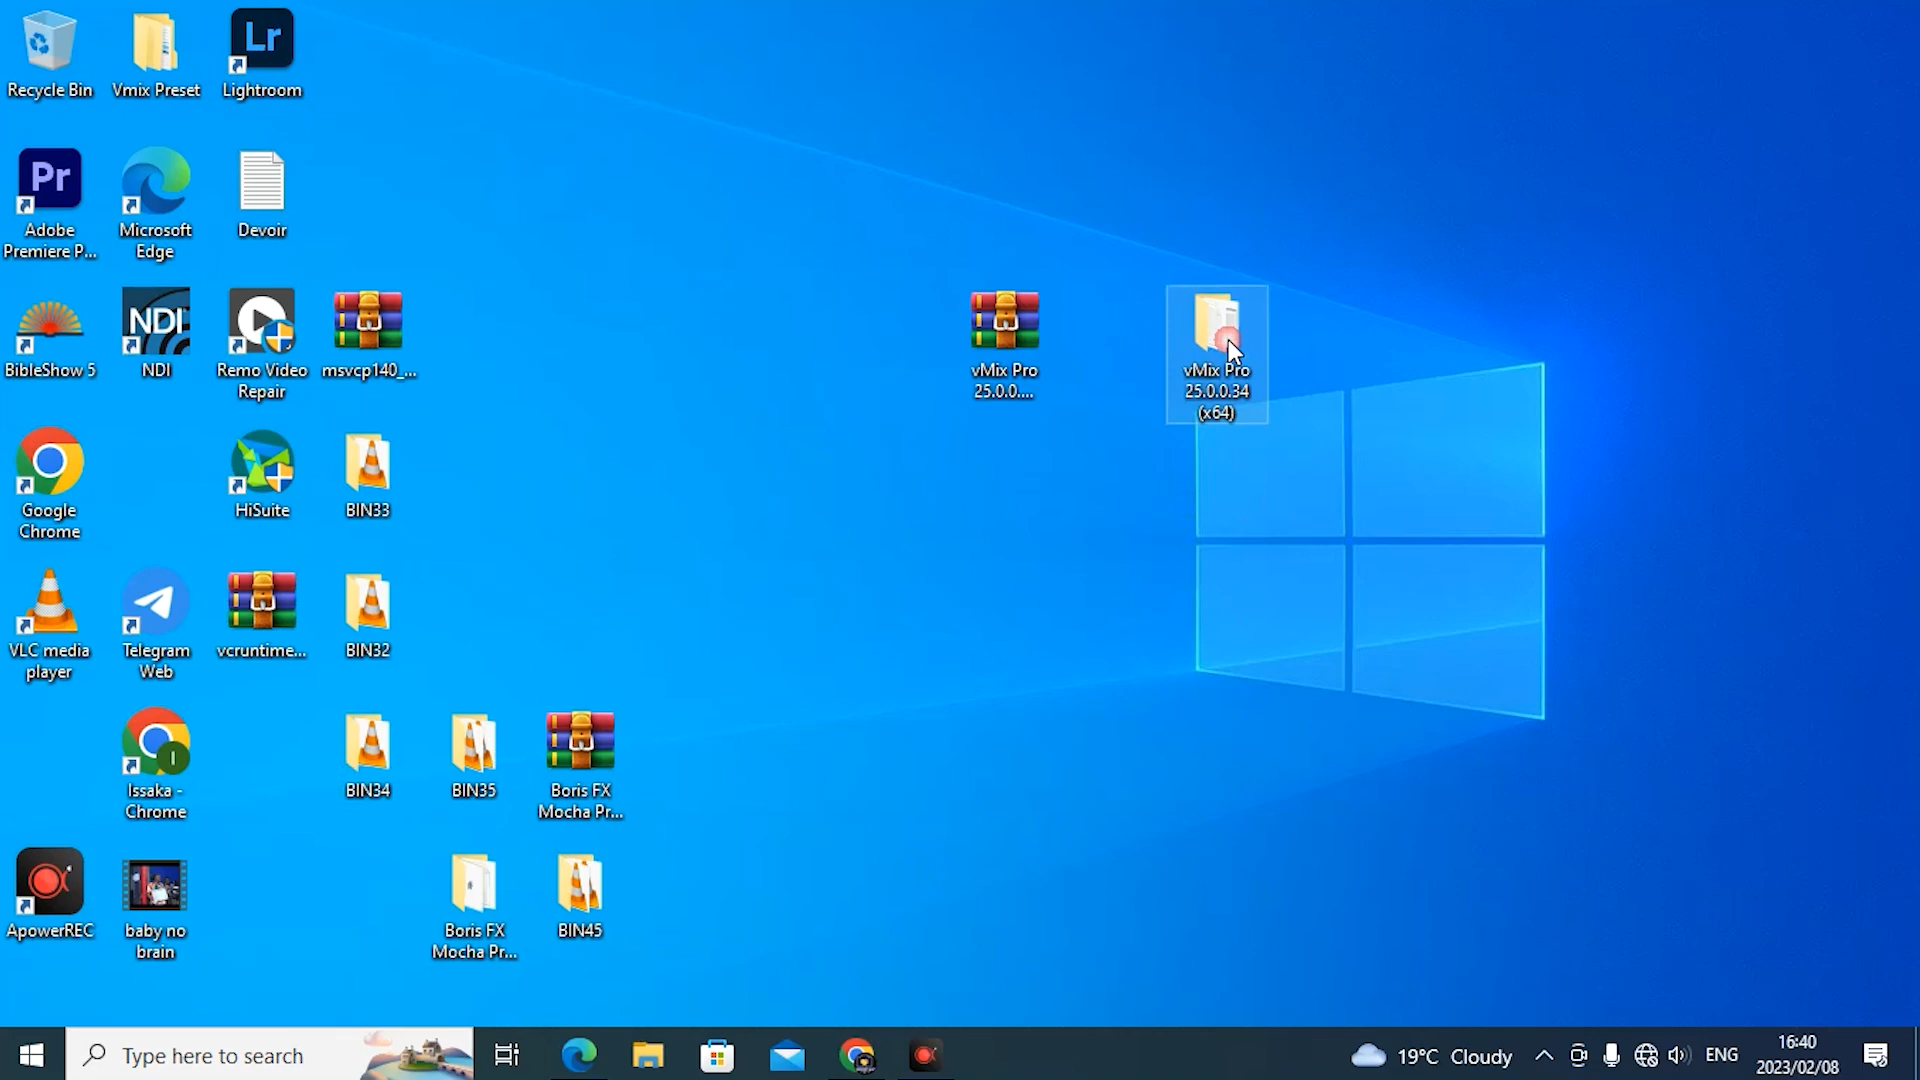 Lr
Recycle Bin
Vmix Preset
Lightroom
Pr
Adobe
Premiere P...
Microsoft
Edge
Devoir
NDI
BibleShow 5
NDI
Remo Video
Repair
msvcp140_...
vMix Pro
25.0.0....
vMix Pro
25.0.0.34
(x64)
Google
Chrome
HiSuite
BIN33
VLC media
player
Telegram
Web
vcruntime...
BIN32
I
Issaka -
Chrome
BIN34
BIN35
Boris FX
Mocha Pr...
ApowerREC
baby no
brain
Boris FX
Mocha Pr...
BIN45
Type here to search
19°C Cloudy
ENG
16:40
2023/02/08